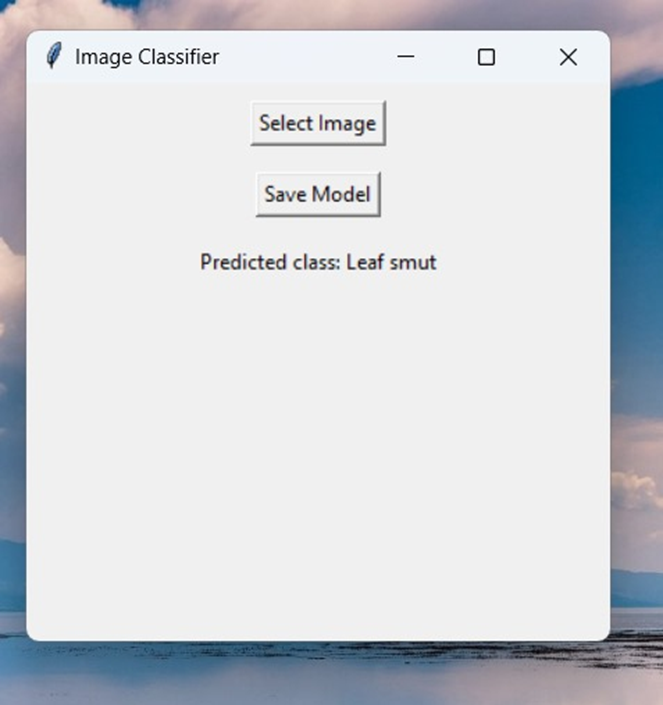 Image Classifier
Select Image
Save Model
Predicted class: Leaf smut